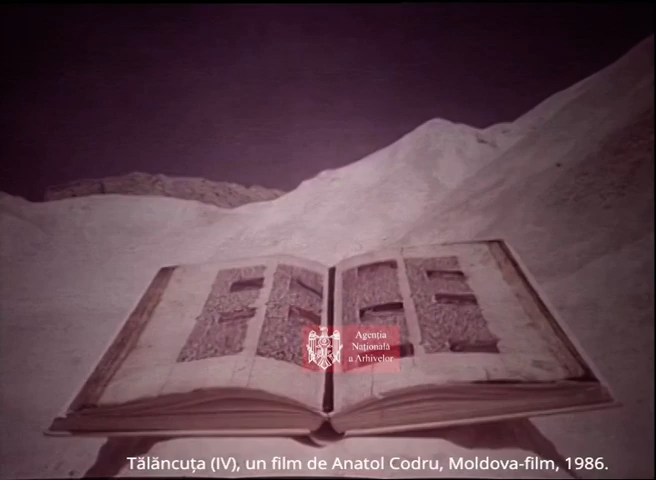 Agenția
Națională
a Arhivelor
Tălăncuța (IV), un film de Anatol Codru, Moldova-film, 1986.